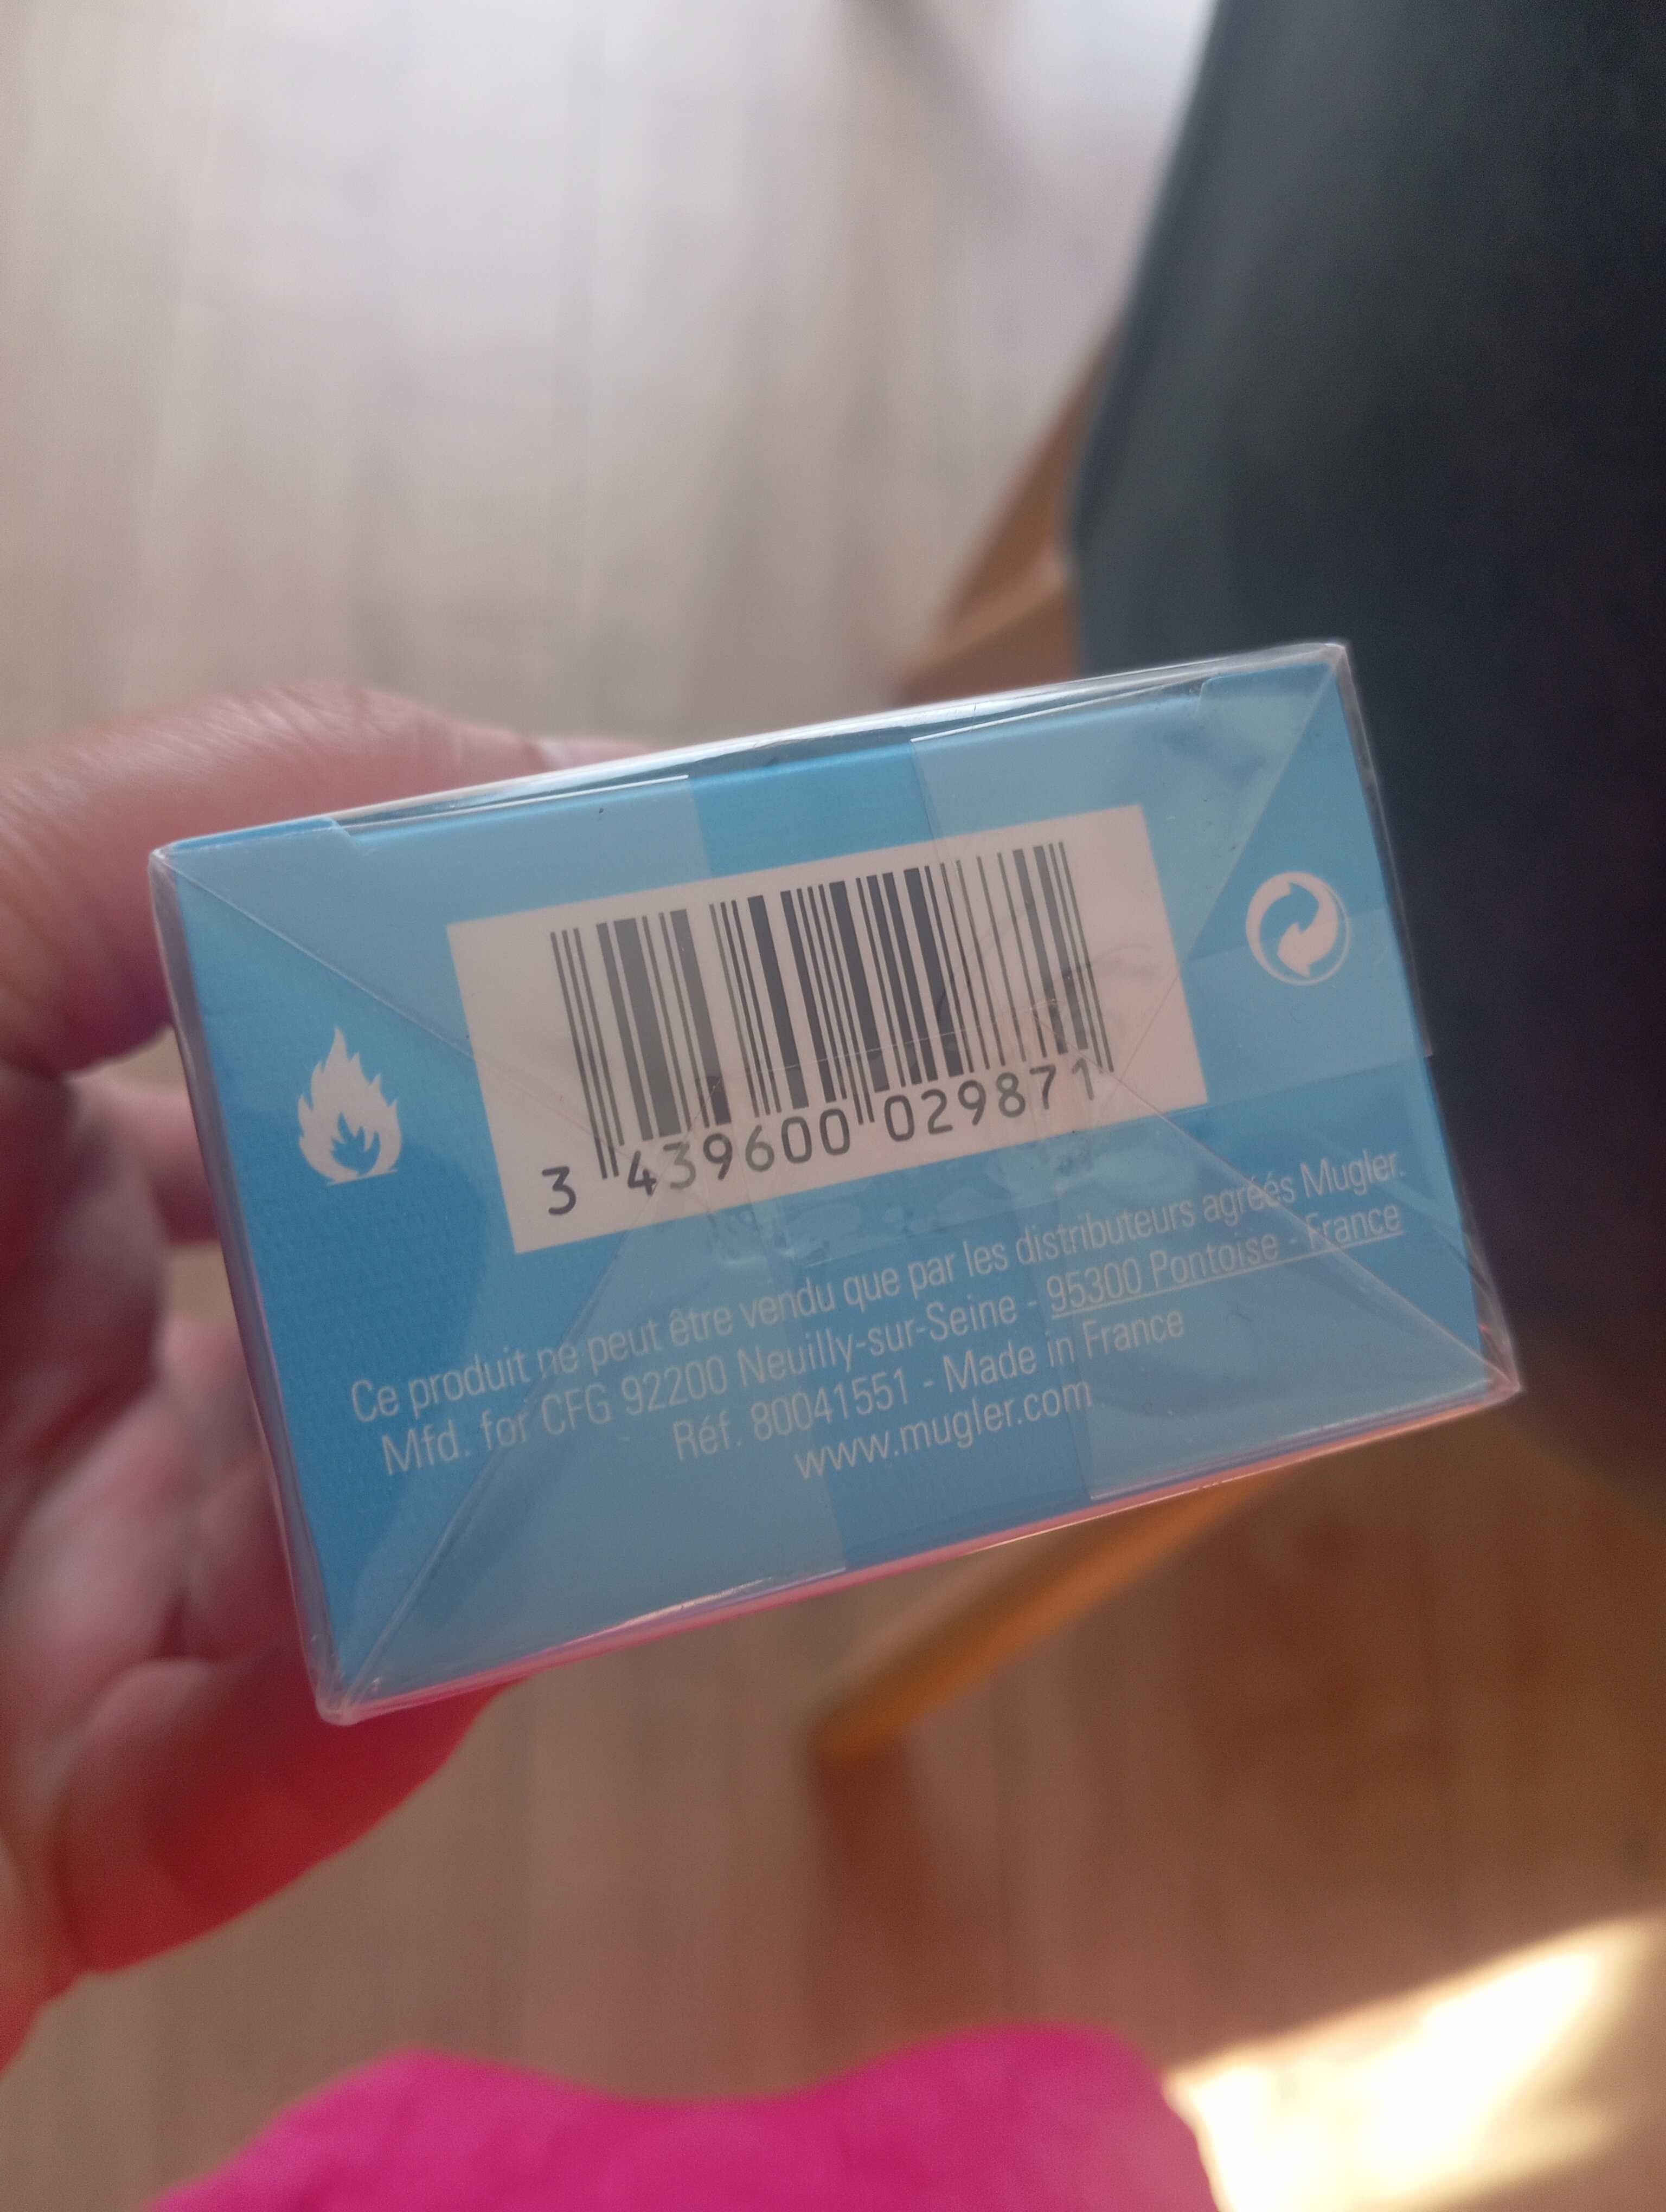 3 439600 029871
Ce produit ne peut être vendu que par les distributeurs agréés Mugler.
Mfd. for CFG 92200 Neuilly-sur-Seine - 95300 Pontoise - France
Réf. 80041551 - Made in France
www.mugler.com